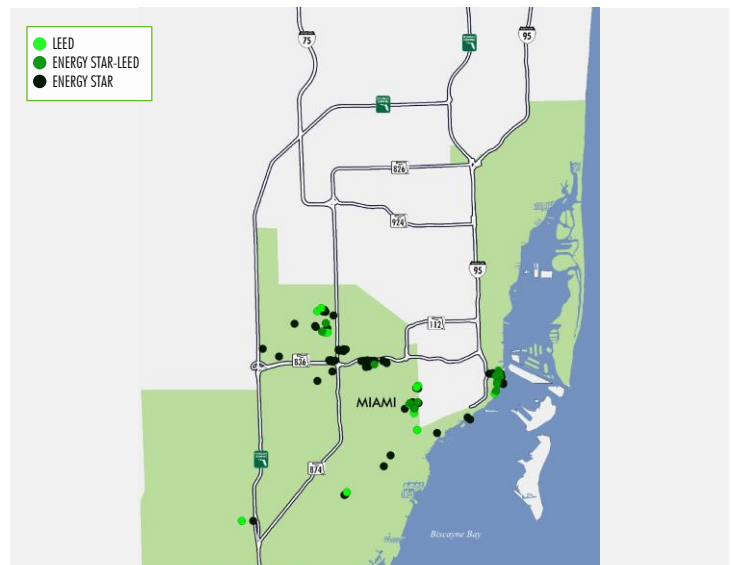 LEED
ENERGY STAR-LEED
ENERGY STAR
75
95
826
924
95
112
836
MIAMI
874
Biscayne Bay